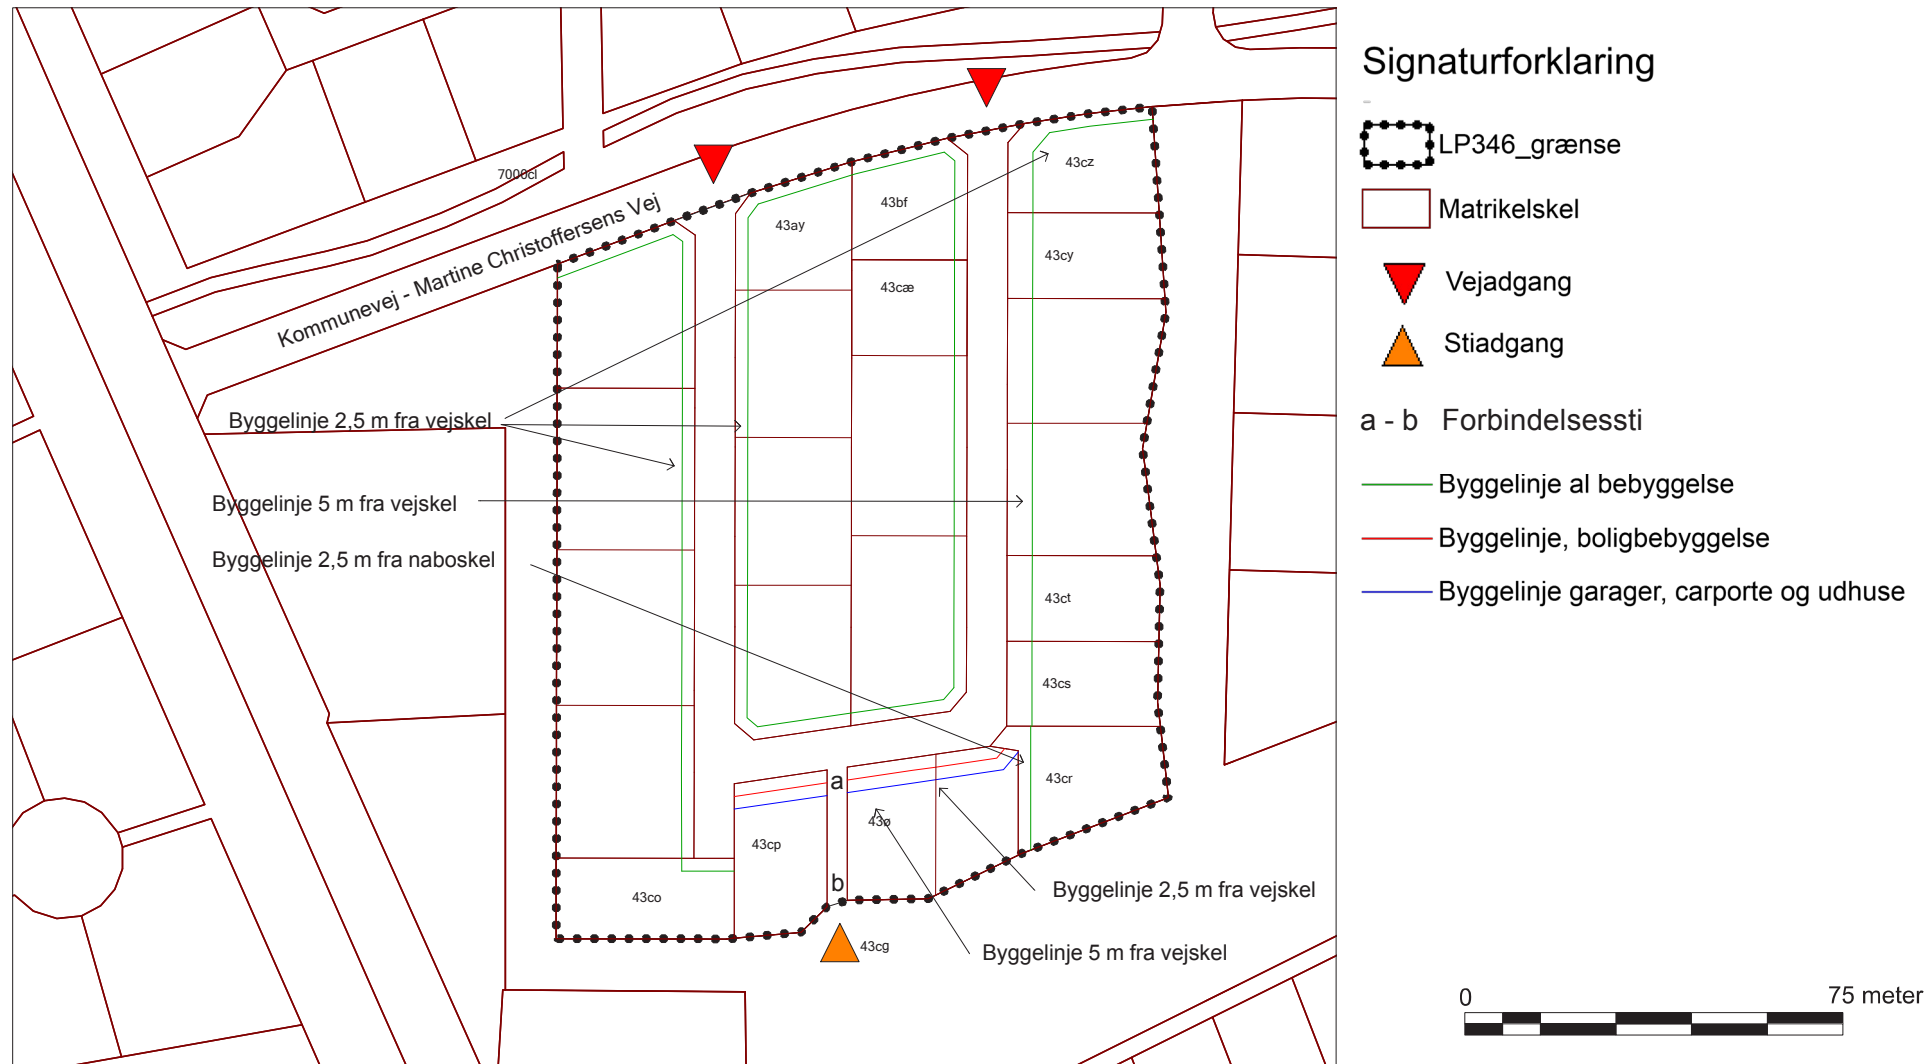 Signaturforklaring
LP346_grænse
Matrikelskel
Vejadgang
Stiadgang
a - b Forbindelsessti
Byggelinje al bebyggelse
Byggelinje, boligbebyggelse
Byggelinje garager, carporte og udhuse
0 75 meter
7000cl
Kommunevej - Martine Christoffersens Vej
43cz
43bf
43ay
43cy
43cæ
Byggelinje 2,5 m fra vejskel
Byggelinje 5 m fra vejskel
Byggelinje 2,5 m fra naboskel
43ct
43cs
43cr
a
43ø
43cp
b
43co
Byggelinje 2,5 m fra vejskel
43cg
Byggelinje 5 m fra vejskel